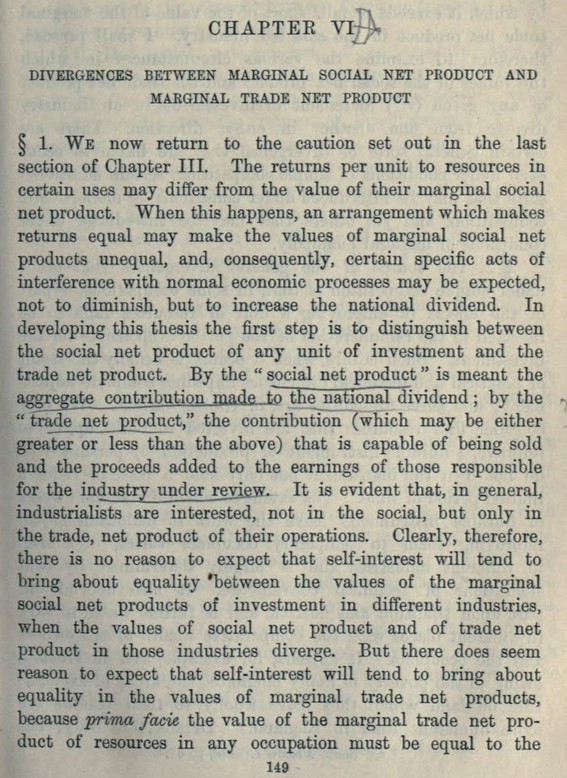 CHAPTER VI
DIVERGENCES BETWEEN MARGINAL SOCIAL NET PRODUCT AND
MARGINAL TRADE NET PRODUCT
§ 1. WE now return to the caution set out in the last
section of Chapter III. The returns per unit to resources in
certain uses may differ from the value of their marginal social
net product. When this happens, an arrangement which makes
returns equal may make the values of marginal social net
products unequal, and, consequently, certain specific acts of
interference with normal economic processes may be expected,
not to diminish, but to increase the national dividend. In
developing this thesis the first step is to distinguish between
the social net product of any unit of investment and the
trade net product. By the “ social net product ” is meant the
aggregate contribution made to the national dividend ; by the
“ trade net product,” the contribution (which may be either
greater or less than the above) that is capable of being sold
and the proceeds added to the earnings of those responsible
for the industry under review. It is evident that, in general,
industrialists are interested, not in the social, but only in
the trade, net product of their operations. Clearly, therefore,
there is no reason to expect that self-interest will tend to
bring about equality between the values of the marginal
social net products of investment in different industries,
when the values of social net product and of trade net
product in those industries diverge. But there does seem
reason to expect that self-interest will tend to bring about
equality in the values of marginal trade net products,
because prima facie the value of the marginal trade net pro-
duct of resources in any occupation must be equal to the
149